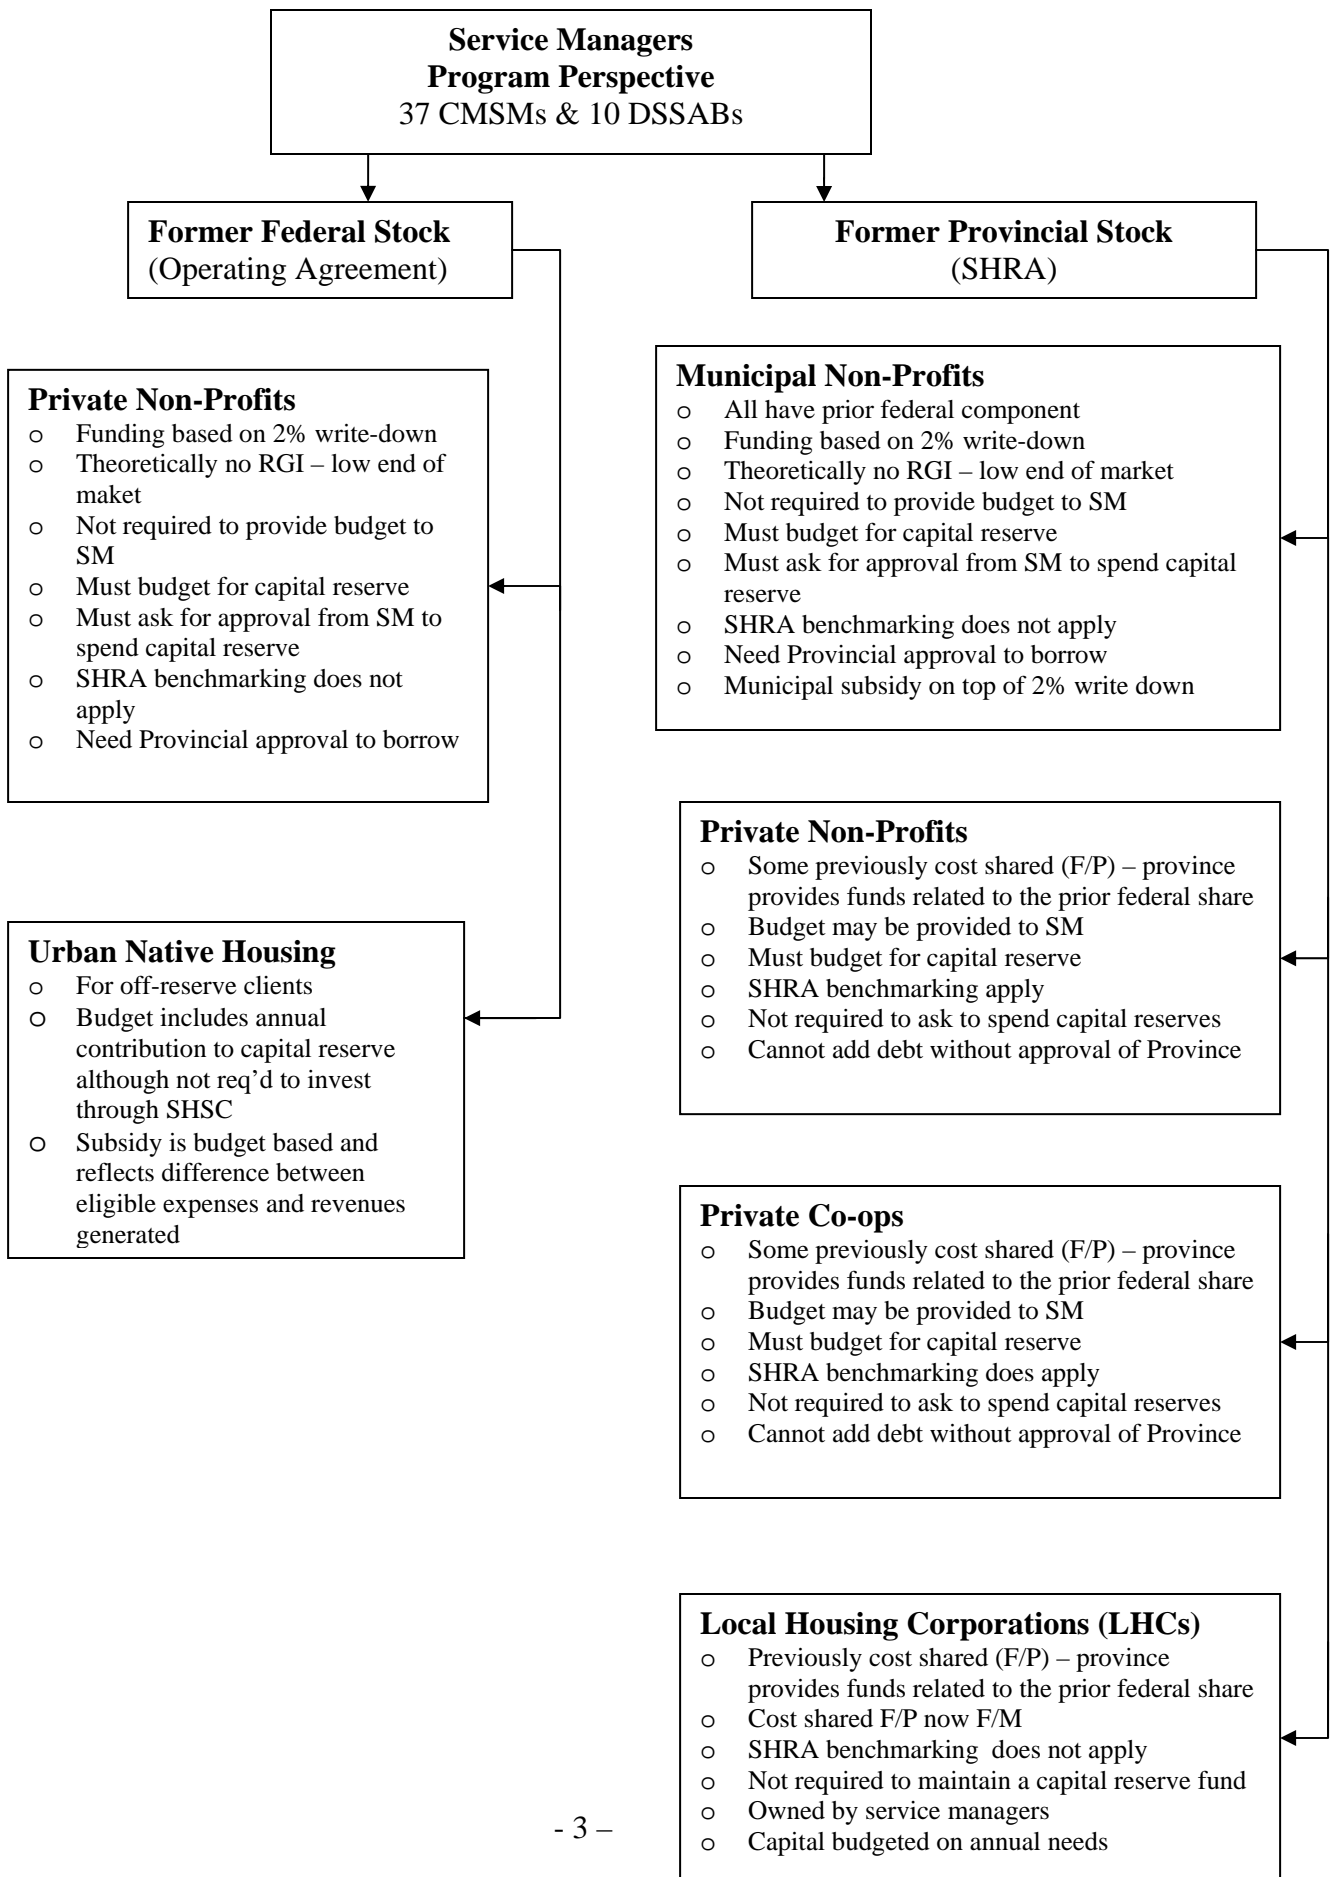 Service Managers
Program Perspective
37 CMSMs & 10 DSSABs
Former Federal Stock
(Operating Agreement)
Former Provincial Stock
(SHRA)
Private Non-Profits
o Funding based on 2% write-down
o Theoretically no RGI – low end of
maket
o Not required to provide budget to
SM
o Must budget for capital reserve
o Must ask for approval from SM to
spend capital reserve
o SHRA benchmarking does not
apply
o Need Provincial approval to borrow
Urban Native Housing
o For off-reserve clients
o Budget includes annual
contribution to capital reserve
although not req’d to invest
through SHSC
o Subsidy is budget based and
reflects difference between
eligible expenses and revenues
generated
Municipal Non-Profits
o All have prior federal component
o Funding based on 2% write-down
o Theoretically no RGI – low end of market
o Not required to provide budget to SM
o Must budget for capital reserve
o Must ask for approval from SM to spend capital
reserve
o SHRA benchmarking does not apply
o Need Provincial approval to borrow
o Municipal subsidy on top of 2% write down
Private Non-Profits
o Some previously cost shared (F/P) – province
provides funds related to the prior federal share
o Budget may be provided to SM
o Must budget for capital reserve
o SHRA benchmarking apply
o Not required to ask to spend capital reserves
o Cannot add debt without approval of Province
Private Co-ops
o Some previously cost shared (F/P) – province
provides funds related to the prior federal share
o Budget may be provided to SM
o Must budget for capital reserve
o SHRA benchmarking does apply
o Not required to ask to spend capital reserves
o Cannot add debt without approval of Province
Local Housing Corporations (LHCs)
o Previously cost shared (F/P) – province
provides funds related to the prior federal share
o Cost shared F/P now F/M
o SHRA benchmarking  does not apply
o Not required to maintain a capital reserve fund
o Owned by service managers
o Capital budgeted on annual needs
- 3 –